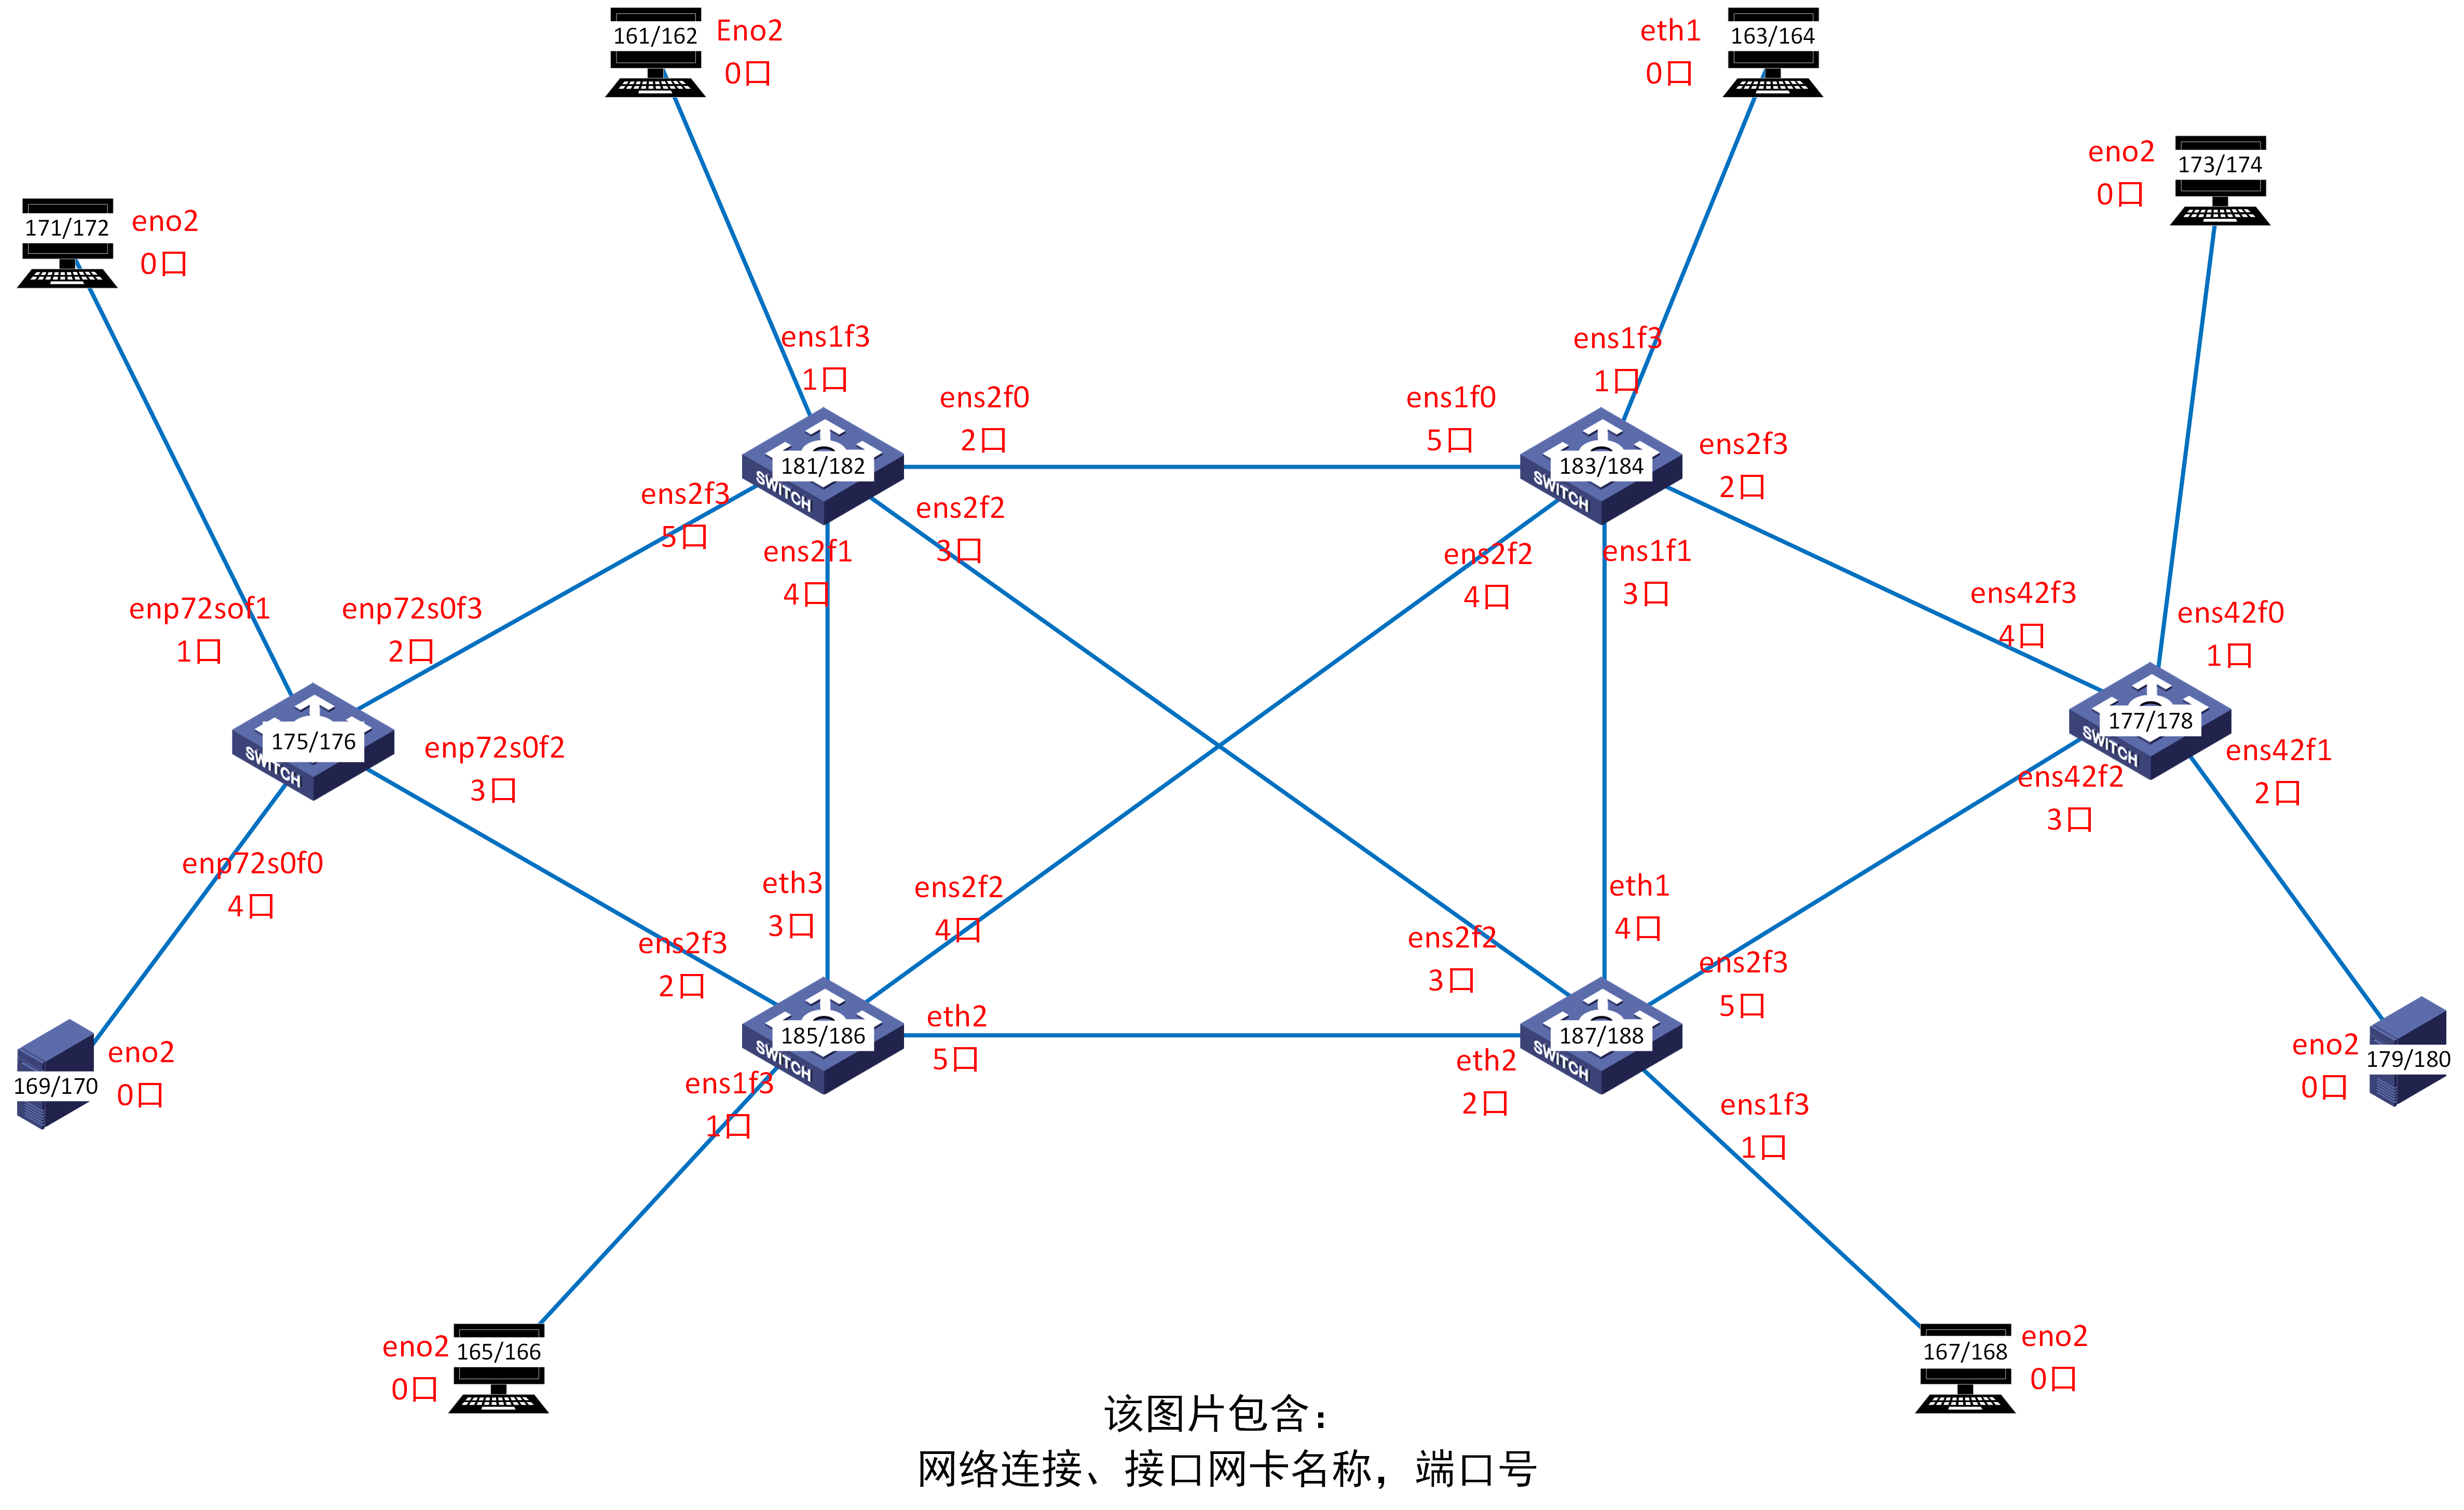 161/162
Eno2
0口
eth1
0口
163/164
eno2
0口
173/174
171/172
eno2
0口
ens1f3
1口
ens1f3
1口
ens2f0
2口
ens1f0
5口
181/182
SWITCH
183/184
SWITCH
ens2f3
2口
ens2f3
5口
ens2f2
3口
ens2f1
4口
ens2f2
4口
ens1f1
3口
enp72sof1
1口
enp72s0f3
2口
ens42f3
4口
ens42f0
1口
175/176
SWITCH
177/178
SWITCH
enp72s0f2
3口
ens42f2
3口
ens42f1
2口
enp72s0f0
4口
eth3
3口
ens2f2
4口
eth1
4口
ens2f3
2口
ens2f2
3口
ens2f3
5口
185/186
SWITCH
eth2
5口
187/188
SWITCH
eth2
2口
169/170
eno2
0口
eno2
0口
179/180
ens1f3
1口
ens1f3
1口
eno2
0口
165/166
167/168
eno2
0口
该图片包含：
网络连接、接口网卡名称，端口号